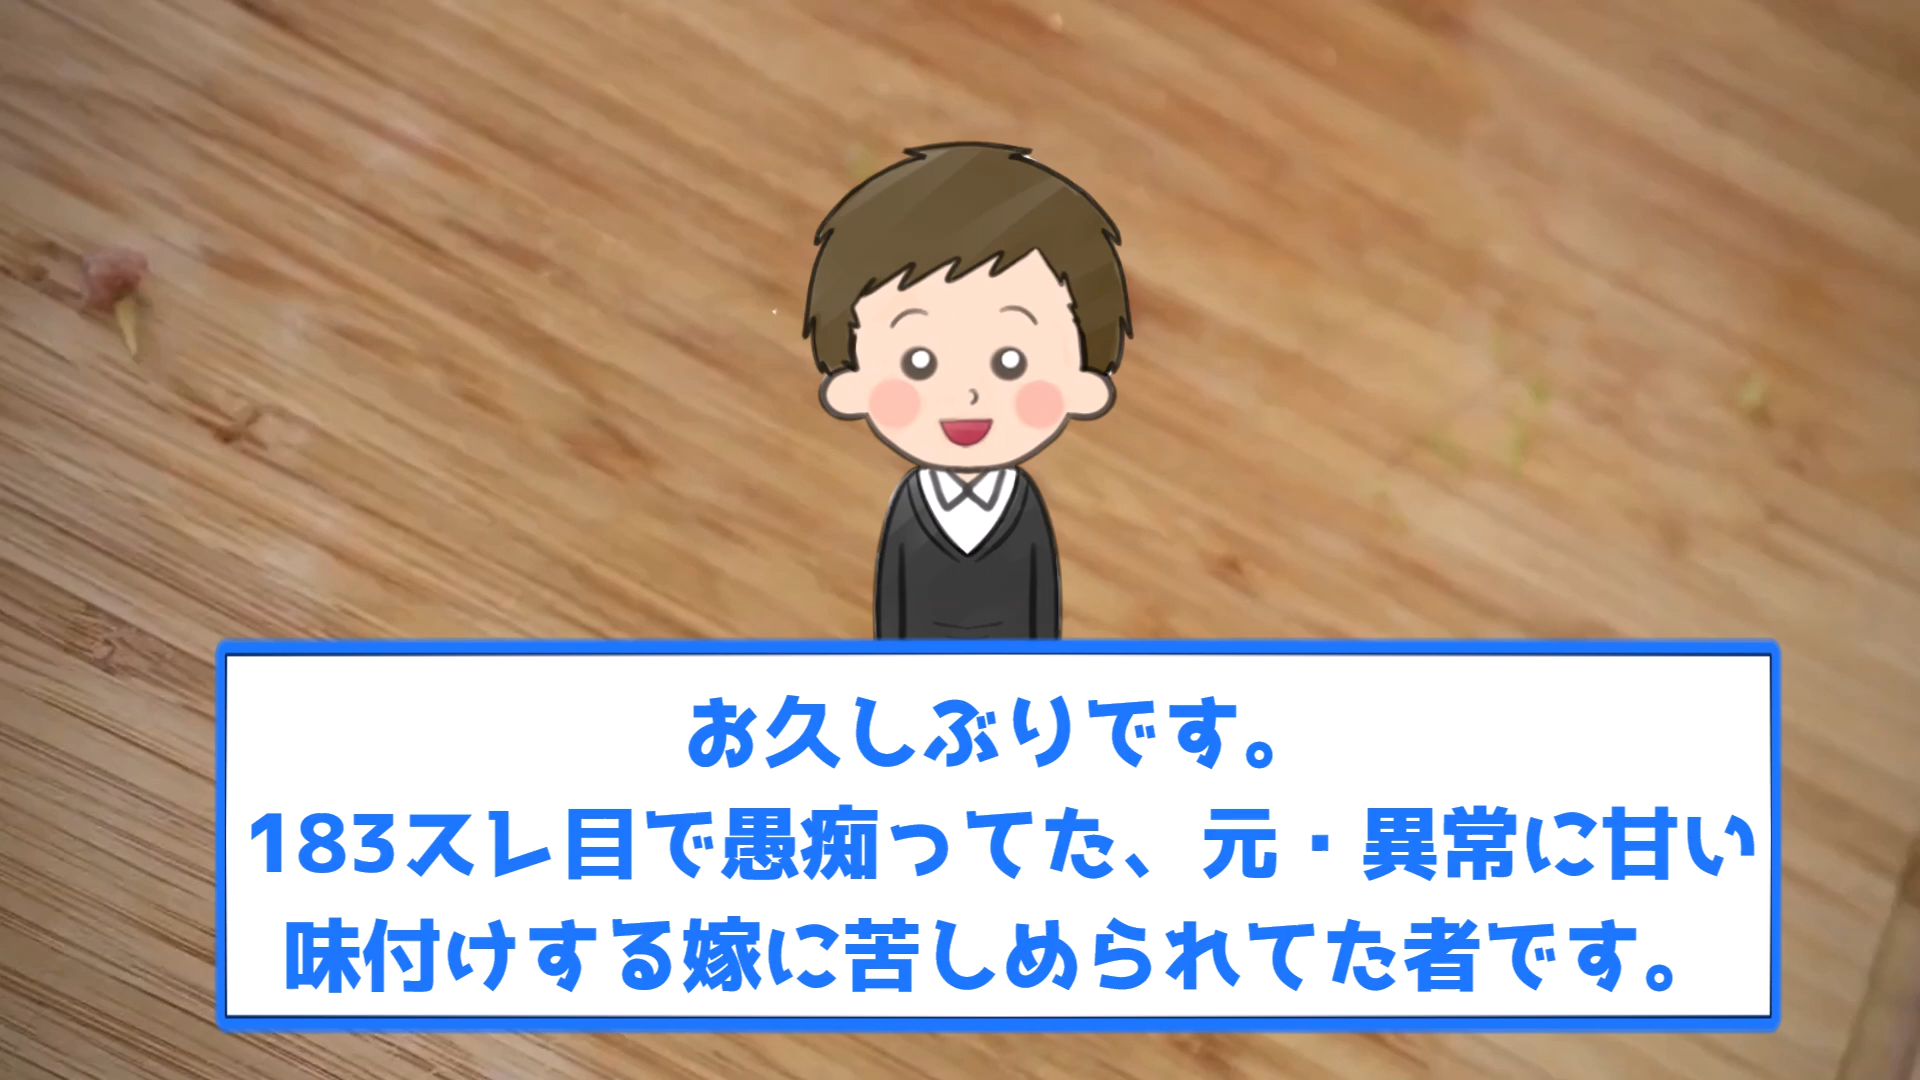 お久しぶりです。
183スレ目で愚痴ってた、元・異常に甘い
味付けする嫁に苦しめられてた者です。